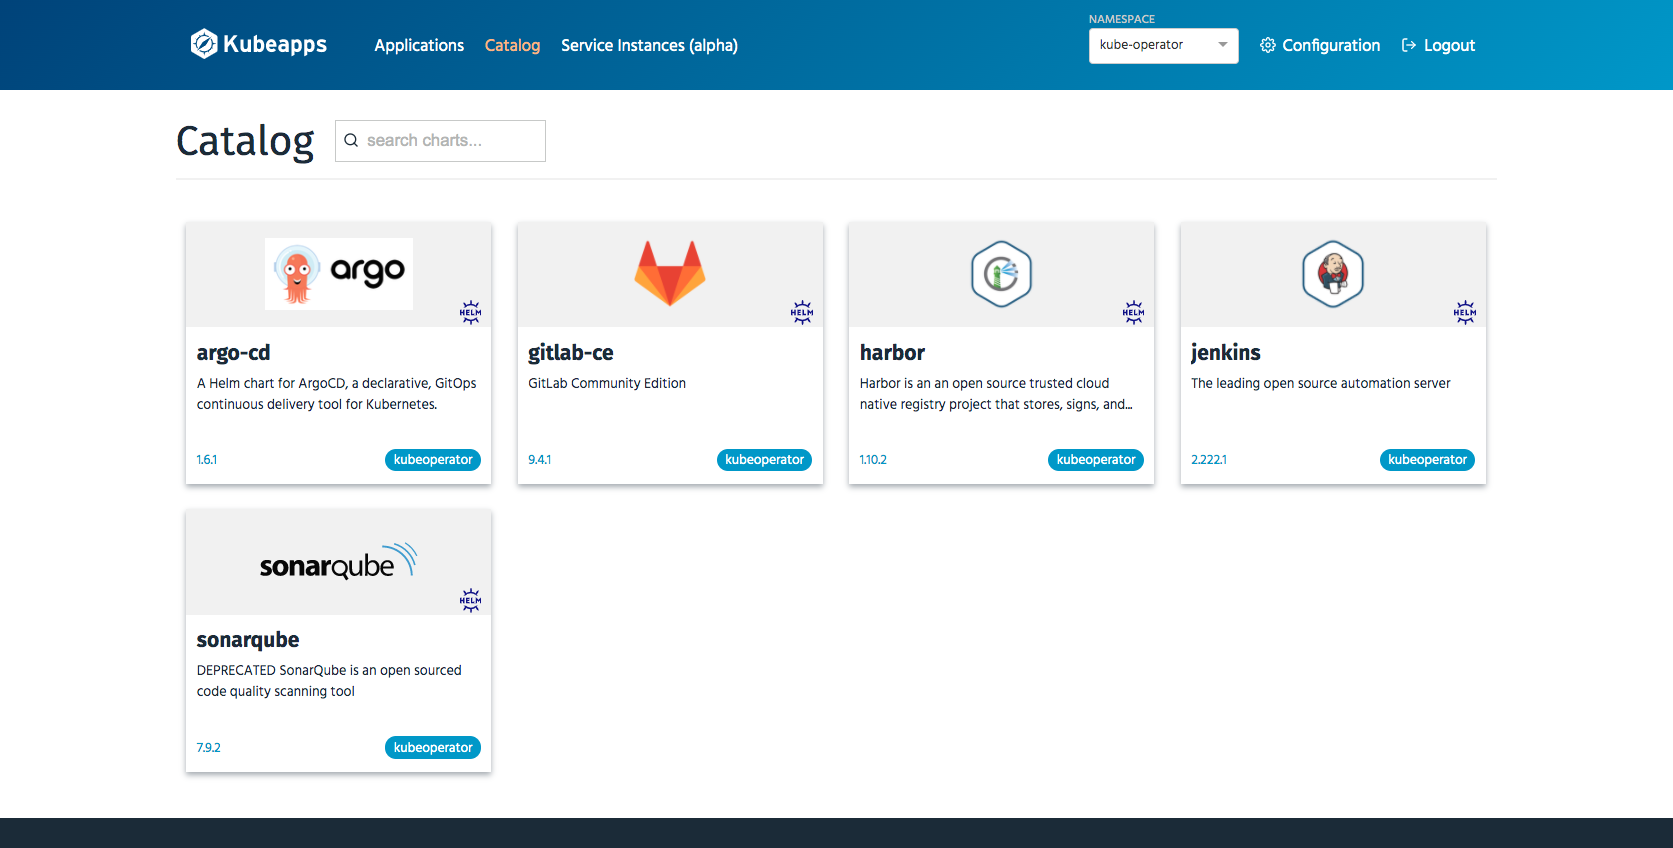 NAMESPACE
Kubeapps Applications Catalog Service Instances (alpha) kube-operator Configuration Logout
Catalog search charts...
argo
HELM
HELM
HELM
HELM
argo-cd
A Helm chart for ArgoCD, a declarative, GitOps
continuous delivery tool for Kubernetes.
1.6.1 kubeoperator
gitlab-ce
GitLab Community Edition
9.4.1 kubeoperator
harbor
Harbor is an an open source trusted cloud
native registry project that stores, signs, and...
1.10.2 kubeoperator
jenkins
The leading open source automation server
2.222.1 kubeoperator
sonarqube
HELM
sonarqube
DEPRECATED SonarQube is an open sourced
code quality scanning tool
7.9.2 kubeoperator